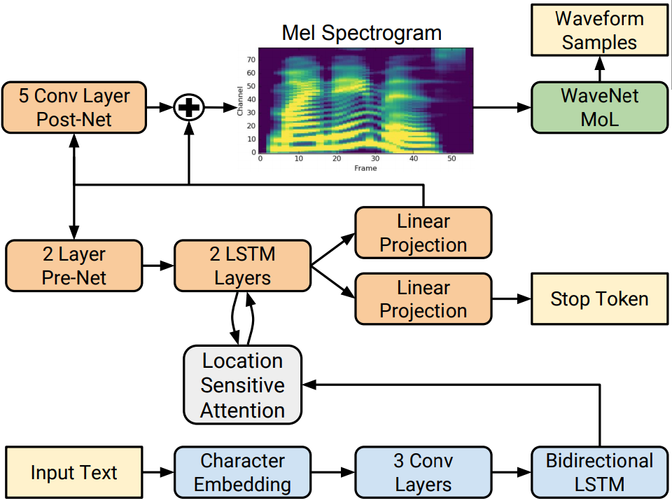 Mel Spectrogram
Waveform
Samples
5 Conv Layer
Post-Net
70
60
50
40
30
20
10
0
Channel
0 10 20 30 40 50
Frame
WaveNet
MoL
Linear
Projection
2 Layer
Pre-Net
2 LSTM
Layers
Linear
Projection
Stop Token
Location
Sensitive
Attention
Input Text
Character
Embedding
3 Conv
Layers
Bidirectional
LSTM